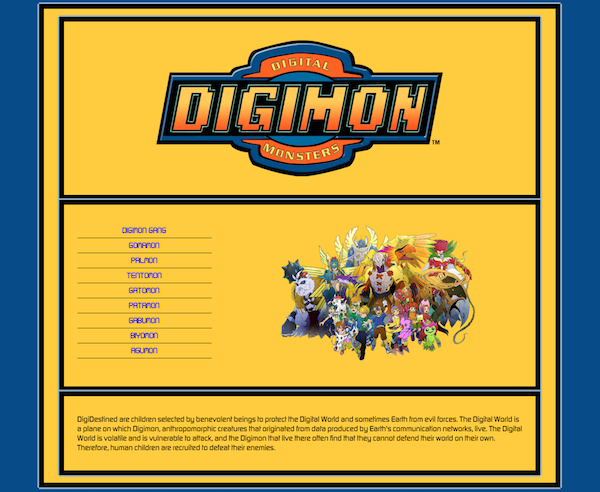 DIGITAL
DIGIMON
MONSTERS
TM
DIGIMON GANG
GOMAMON
PALMON
TENTOMON
GATOMON
PATAMON
GABUMON
BIYOMON
AGUMON
DigiDestined are children selected by benevolent beings to protect the Digital World and sometimes Earth from evil forces. The Digital World is
a plane on which Digimon, anthropomorphic creatures that originated from data produced by Earth's communication networks, live. The Digital
World is volatile and is vulnerable to attack, and the Digimon that live there often find that they cannot defend their world on their own.
Therefore, human children are recruited to defeat their enemies.